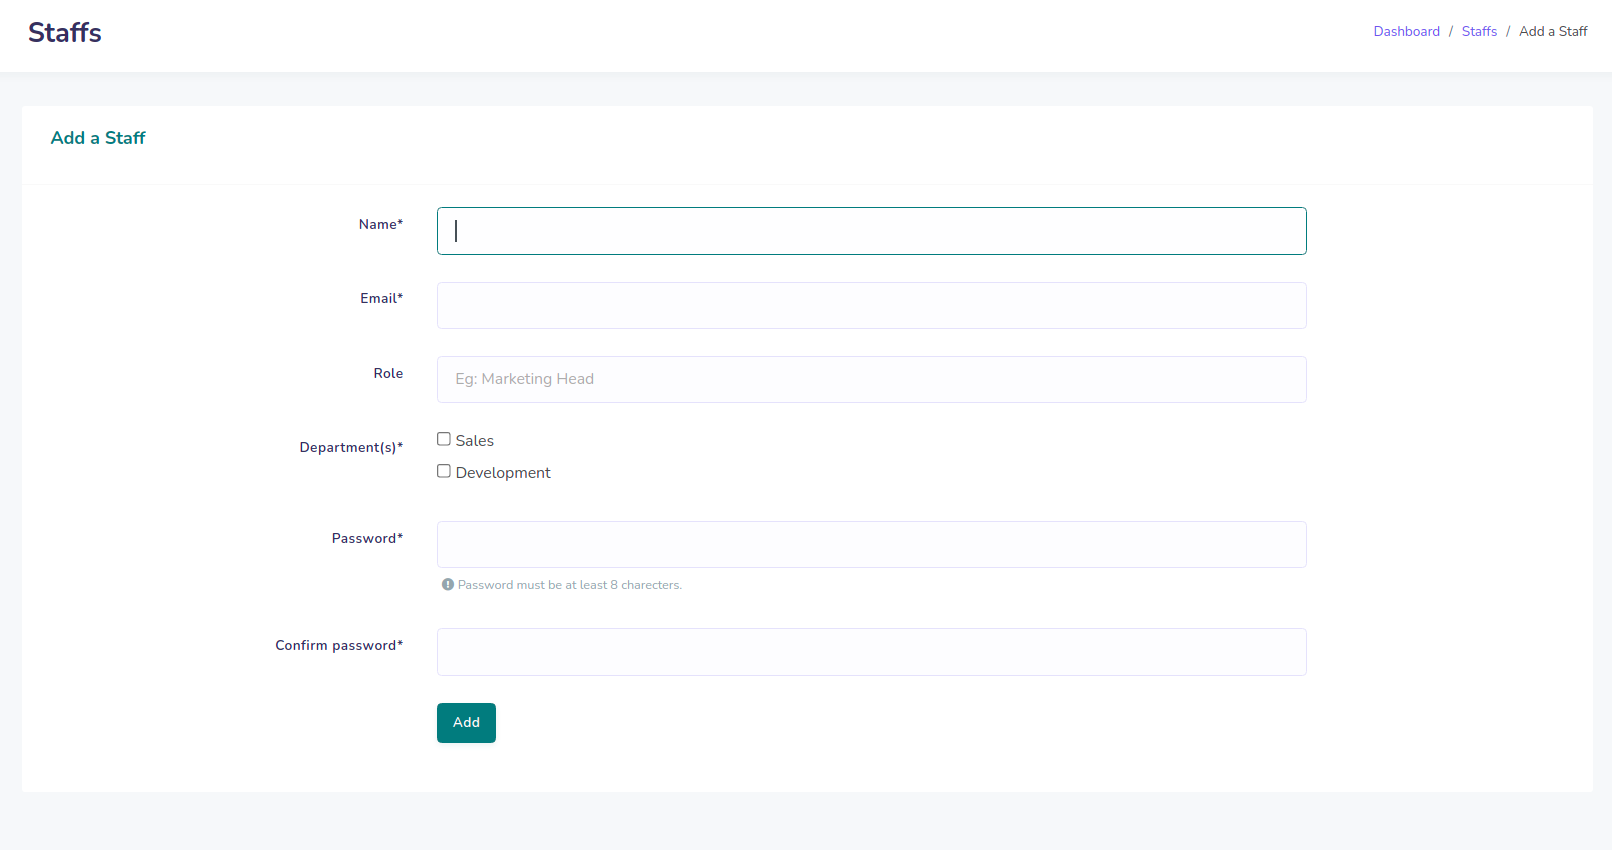 Staffs
Dashboard / Staffs / Add a Staff
Add a Staff
Name*
Email*
Role
Eg: Marketing Head
Department(s)*
Sales
Development
Password*
Password must be at least 8 charecters.
Confirm password*
Add